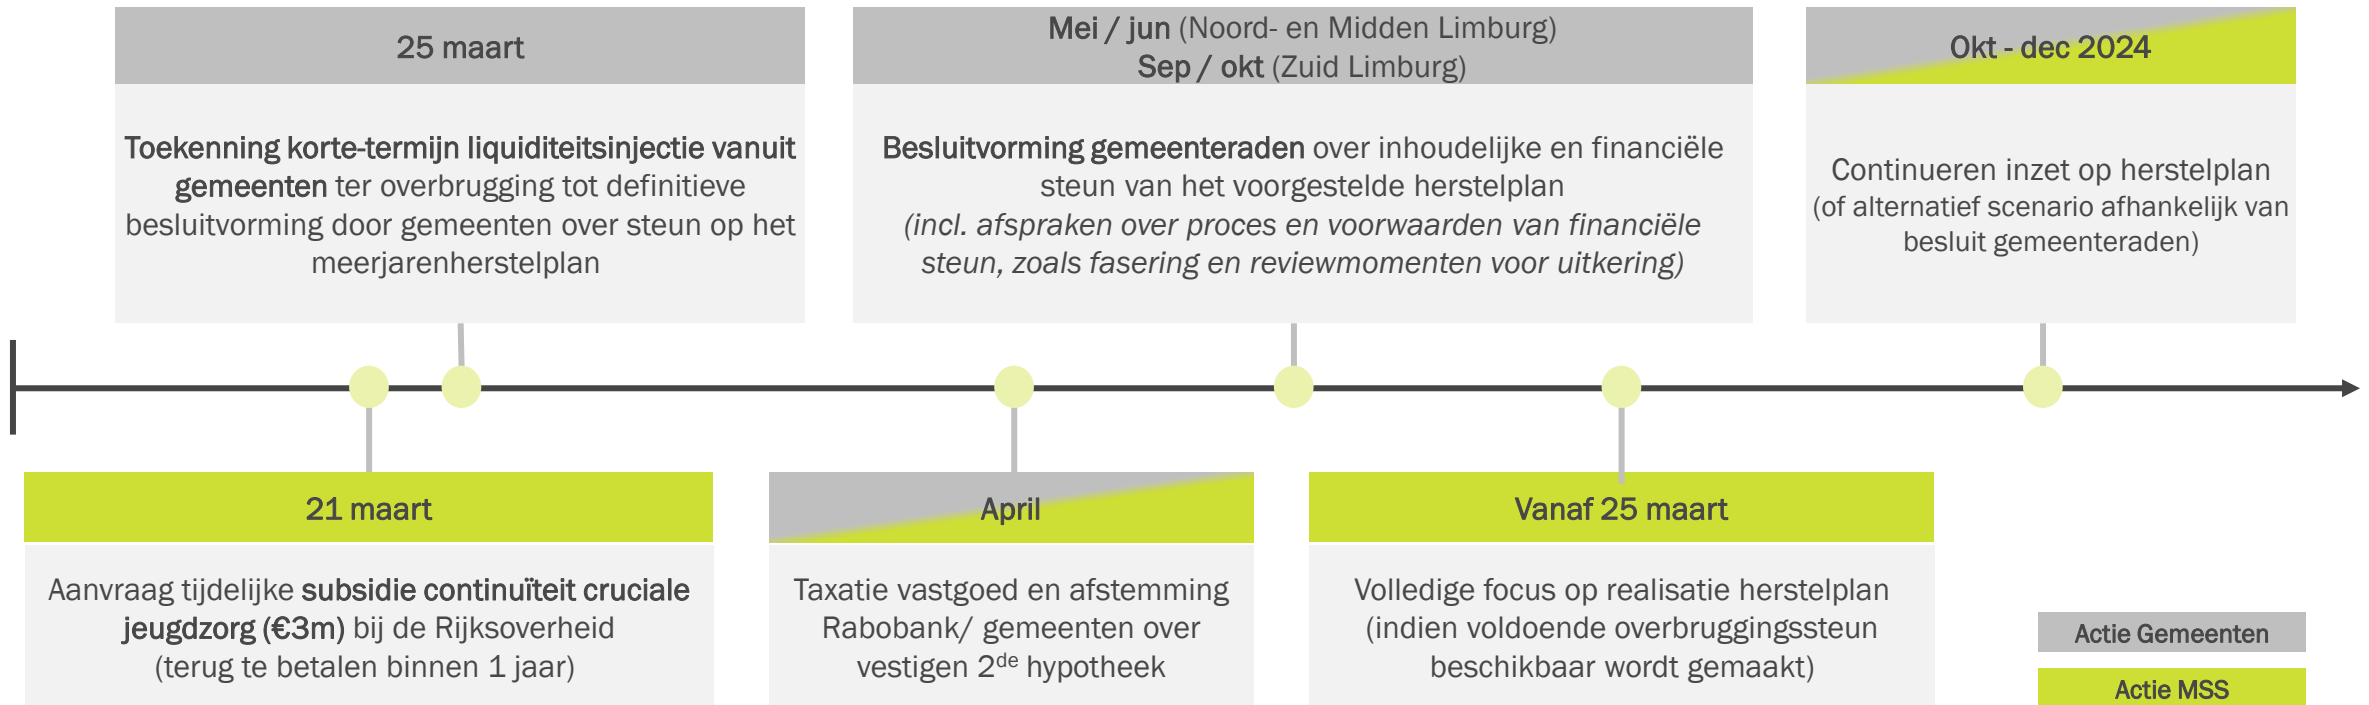 25 maart
Toekenning korte-termijn liquiditeitsinjectie vanuit
gemeenten ter overbrugging tot definitieve
besluitvorming door gemeenten over steun op het
meerjarenherstelplan
Mei / jun (Noord- en Midden Limburg)
Sep / okt (Zuid Limburg)
Besluitvorming gemeenteraden over inhoudelijke en financiële
steun van het voorgestelde herstelplan
(incl. afspraken over proces en voorwaarden van financiële
steun, zoals fasering en reviewmomenten voor uitkering)
Okt - dec 2024
Continueren inzet op herstelplan
(of alternatief scenario afhankelijk van
besluit gemeenteraden)
21 maart
Aanvraag tijdelijke subsidie continuïteit cruciale
jeugdzorg (€3m) bij de Rijksoverheid
(terug te betalen binnen 1 jaar)
April
Taxatie vastgoed en afstemming
Rabobank/ gemeenten over
vestigen 2de hypotheek
Vanaf 25 maart
Volledige focus op realisatie herstelplan
(indien voldoende overbruggingssteun
beschikbaar wordt gemaakt)
Actie Gemeenten
Actie MSS